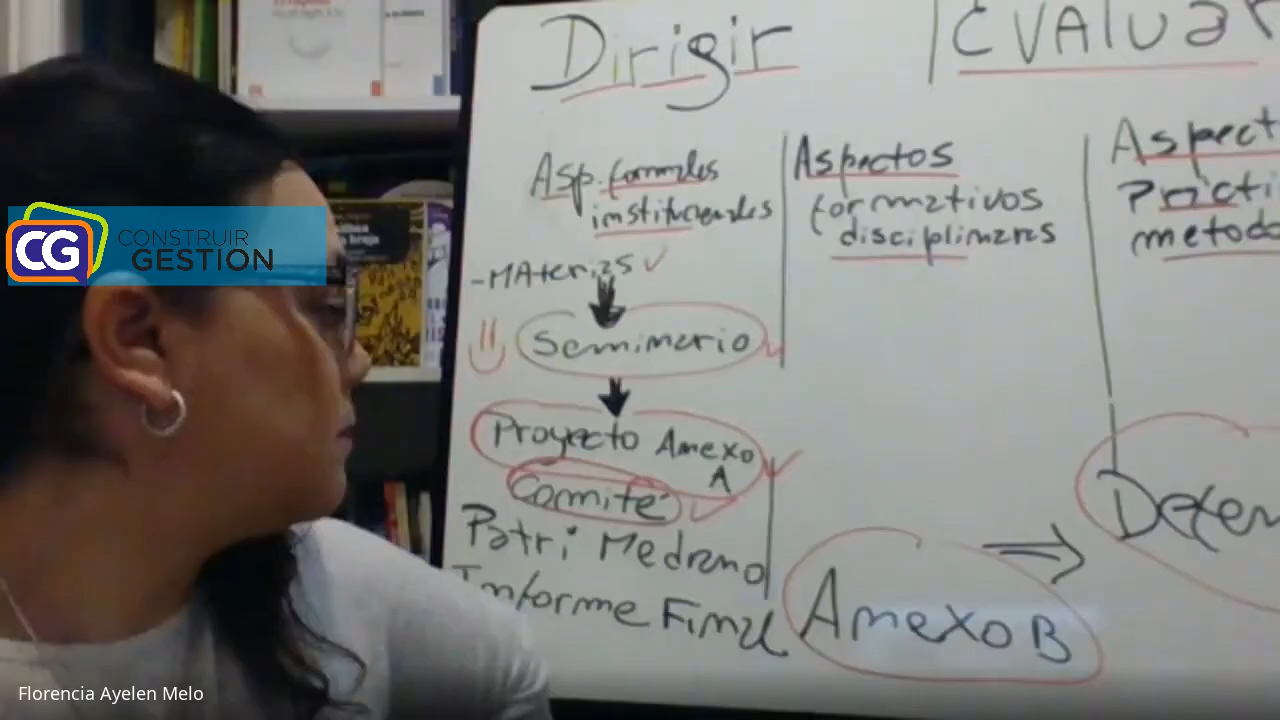 Dirigir
Evaluar
Asp. formales
institucionales
Aspectos
formativos
disciplinares
Aspect
Prácti
metodo
CG CONSTRUIR
GESTION
-MAterias
Seminario
Proyecto Anexo
A
Comité
Patri Medrano
Informe Final
Anexo B
Defen
Florencia Ayelen Melo